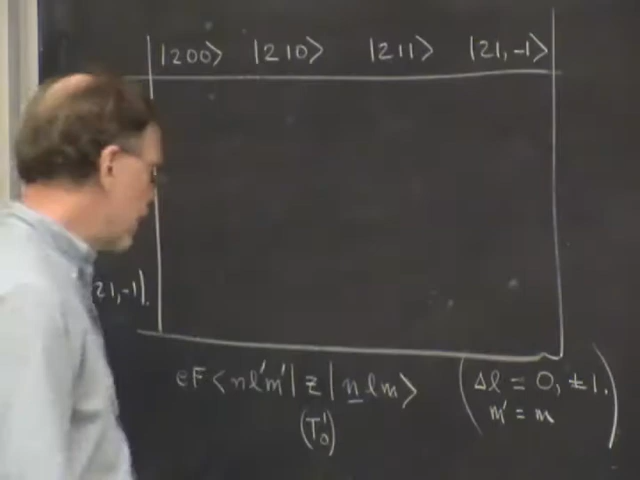 |200⟩ |210⟩ |211⟩ |21,-1⟩
21,-1|
eF⟨nl'm'|z|nlm⟩ (Δl = 0, ±1.
(T¹₀) m' = m)